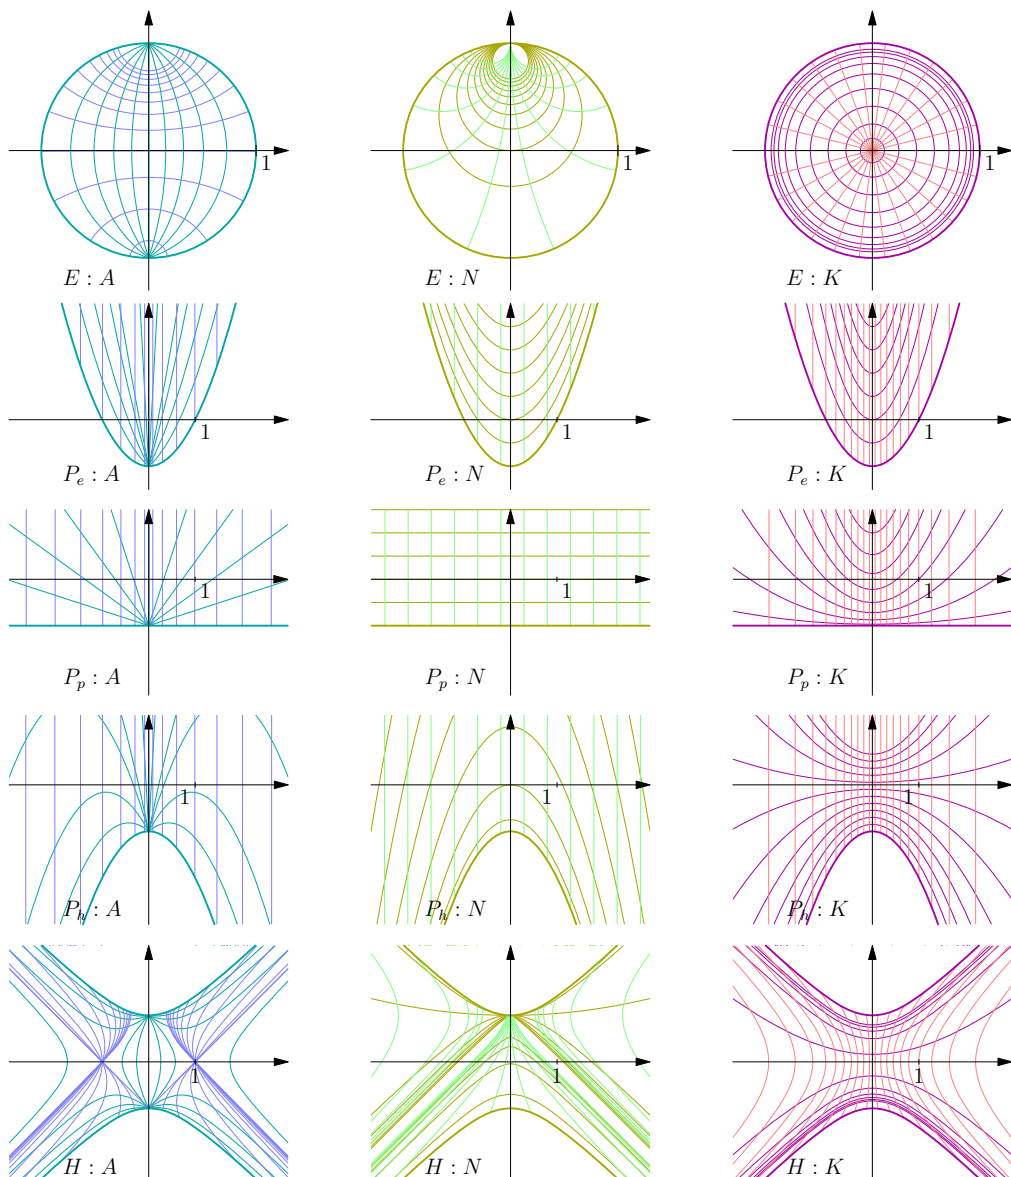 1 1 1
E : A E : N E : K
1 1 1
P_e : A P_e : N P_e : K
1 1 1
P_p : A P_p : N P_p : K
1 1 1
P_h : A P_h : N P_h : K
1 1 1
H : A H : N H : K